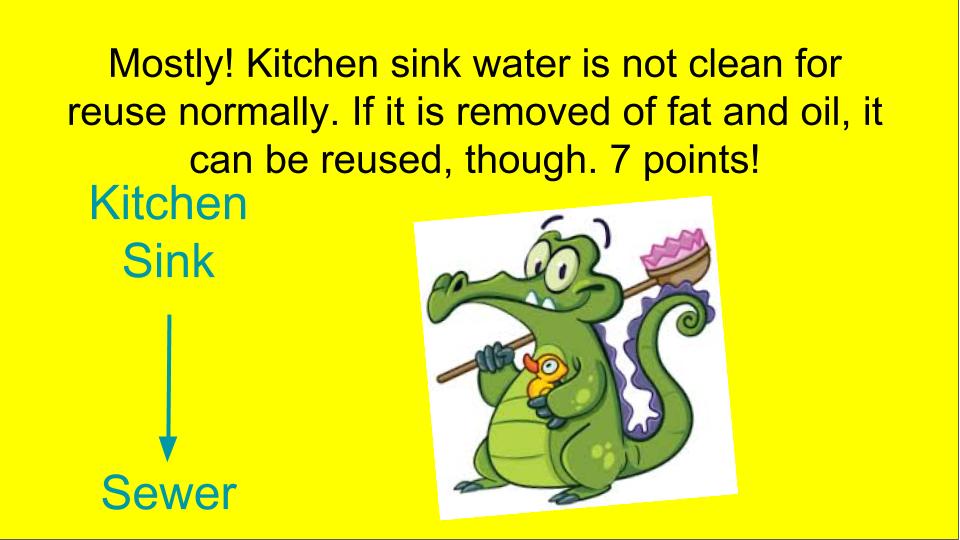 Mostly! Kitchen sink water is not clean for
reuse normally. If it is removed of fat and oil, it
can be reused, though. 7 points!
Kitchen
Sink
Sewer